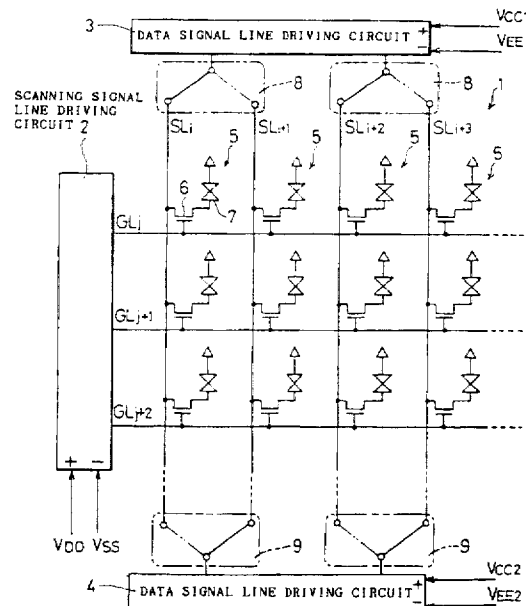 3 DATA SIGNAL LINE DRIVING CIRCUIT + −
VCC1
VEE
8 8 1
SCANNING SIGNAL
LINE DRIVING
CIRCUIT 2
SLi SLi+1 SLi+2 SLi+3
5 5 5 5
6 7
GLj
GLj+1
GLj+2
+ −
VDD VSS
9 9
VCC2
VEE2
4 DATA SIGNAL LINE DRIVING CIRCUIT + −